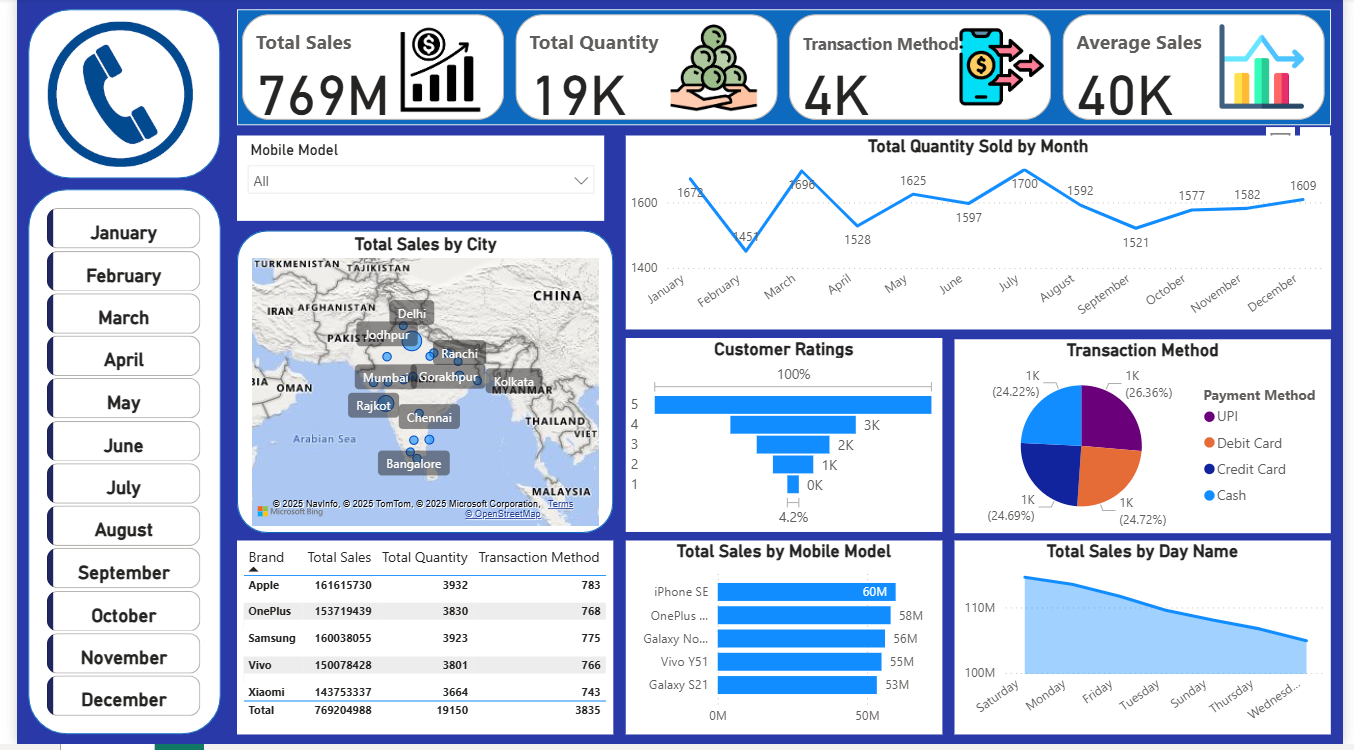 Total Sales
769M
Total Quantity
19K
Transaction Method
4K
Average Sales
40K
January
February
March
April
May
June
July
August
September
October
November
December
Mobile Model
All
Total Quantity Sold by Month
1600
1400
1672
1451
1696
1528
1625
1597
1700
1592
1521
1577
1582
1609
January
February
March
April
May
June
July
August
September
October
November
December
Total Sales by City
TURKMENISTAN
TAJIKISTAN
CHINA
IRAN
AFGHANISTAN
Delhi
Jodhpur
Ranchi
OMAN
Mumbai
Gorakhpur
Kolkata
MYANMAR
Rajkot
Chennai
THAILAND
VIET
Arabian Sea
Bangalore
MALAYSIA
© 2025 NavInfo, © 2025 TomTom, © 2025 Microsoft Corporation, Terms
Microsoft Bing
© OpenStreetMap
Customer Ratings
100%
5
4 3K
3 2K
2 1K
1 0K
4.2%
Transaction Method
1K
(24.22%)
1K
(26.36%)
1K
(24.69%)
1K
(24.72%)
Payment Method
UPI
Debit Card
Credit Card
Cash
Brand Total Sales Total Quantity Transaction Method
Apple 161615730 3932 783
OnePlus 153719439 3830 768
Samsung 160038055 3923 775
Vivo 150078428 3801 766
Xiaomi 143753337 3664 743
Total 769204988 19150 3835
Total Sales by Mobile Model
iPhone SE 60M
OnePlus ... 58M
Galaxy No... 56M
Vivo Y51 55M
Galaxy S21 53M
0M 50M
Total Sales by Day Name
110M
100M
Saturday
Monday
Friday
Tuesday
Sunday
Thursday
Wednesd...